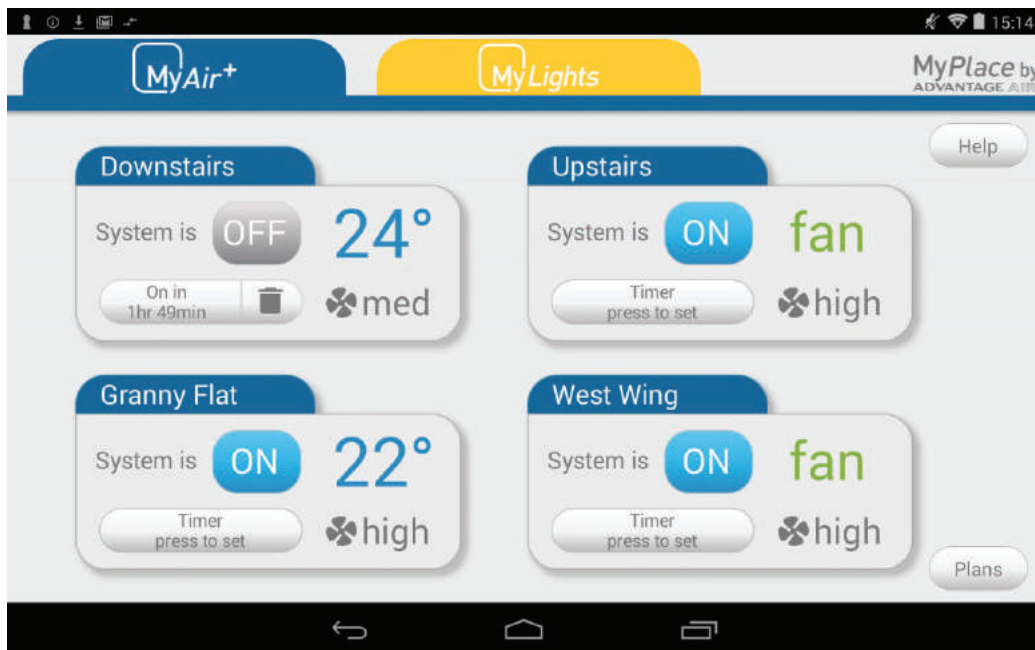 15:14
MyAir+
MyLights
MyPlace by
ADVANTAGE AIR
Help
Downstairs
System is OFF 24°
On in
1hr 49min
med
Upstairs
System is ON fan
Timer
press to set
high
Granny Flat
System is ON 22°
Timer
press to set
high
West Wing
System is ON fan
Timer
press to set
high
Plans